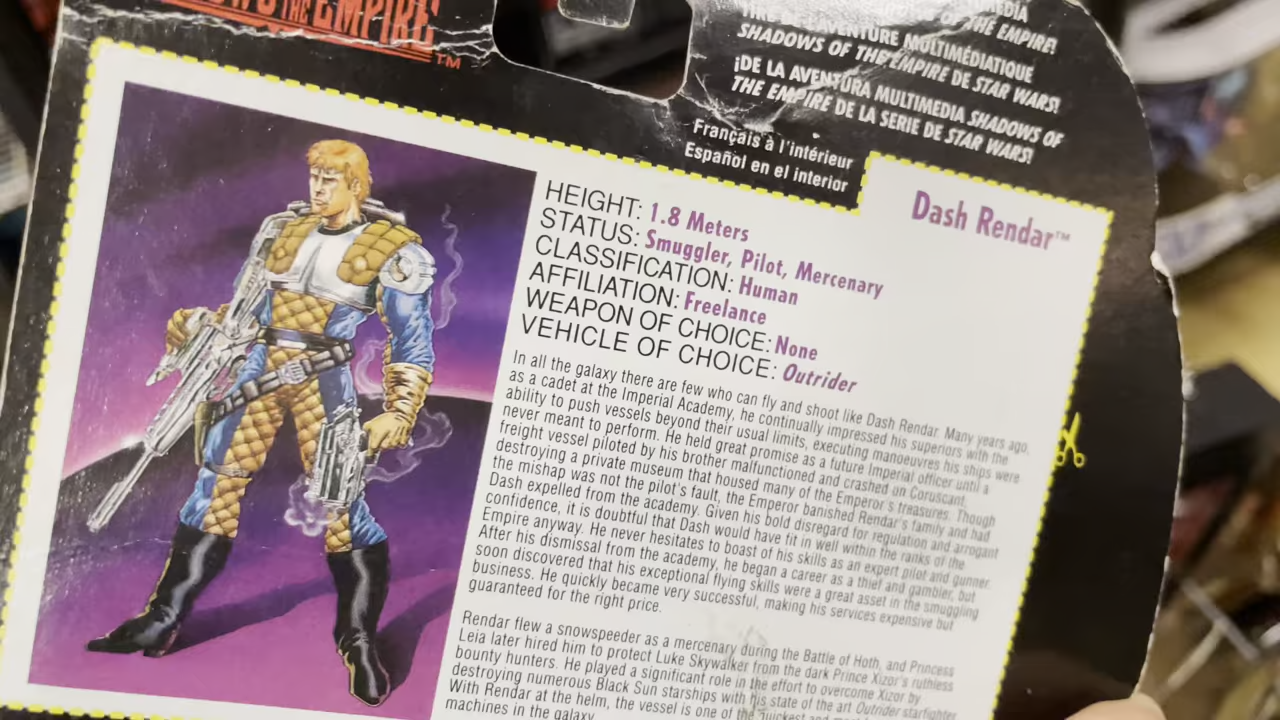 THE EMPIRE™
OF THE EMPIRE!
AVENTURE MULTIMÉDIATIQUE
SHADOWS OF THE EMPIRE DE STAR WARS!
¡DE LA AVENTURA MULTIMEDIA SHADOWS OF
THE EMPIRE DE LA SERIE DE STAR WARS!
Français à l'intérieur
Español en el interior
Dash Rendar™
HEIGHT: 1.8 Meters
STATUS: Smuggler, Pilot, Mercenary
CLASSIFICATION: Human
AFFILIATION: Freelance
WEAPON OF CHOICE: None
VEHICLE OF CHOICE: Outrider
In all the galaxy there are few who can fly and shoot like Dash Rendar. Many years ago,
as a cadet at the Imperial Academy, he continually impressed his superiors with the
ability to push vessels beyond their usual limits, executing manoeuvres his ships were
never meant to perform. He held great promise as a future Imperial officer until a
freight vessel piloted by his brother malfunctioned and crashed on Coruscant,
destroying a private museum that housed many of the Emperor's treasures. Though
the mishap was not the pilot's fault, the Emperor banished Rendar's family and had
Dash expelled from the academy. Given his bold disregard for regulation and arrogant
confidence, it is doubtful that Dash would have fit in well within the ranks of the
Empire anyway. He never hesitates to boast of his skills as an expert pilot and gunner.
After his dismissal from the academy, he began a career as a thief and gambler, but
soon discovered that his exceptional flying skills were a great asset in the smuggling
business. He quickly became very successful, making his services expensive but
guaranteed for the right price.
Rendar flew a snowspeeder as a mercenary during the Battle of Hoth, and Princess
Leia later hired him to protect Luke Skywalker from the dark Prince Xizor's ruthless
bounty hunters. He played a significant role in the effort to overcome Xizor by
destroying numerous Black Sun starships with his state of the art Outrider starfighter.
With Rendar at the helm, the vessel is one of the quickest and most
machines in the galaxy.